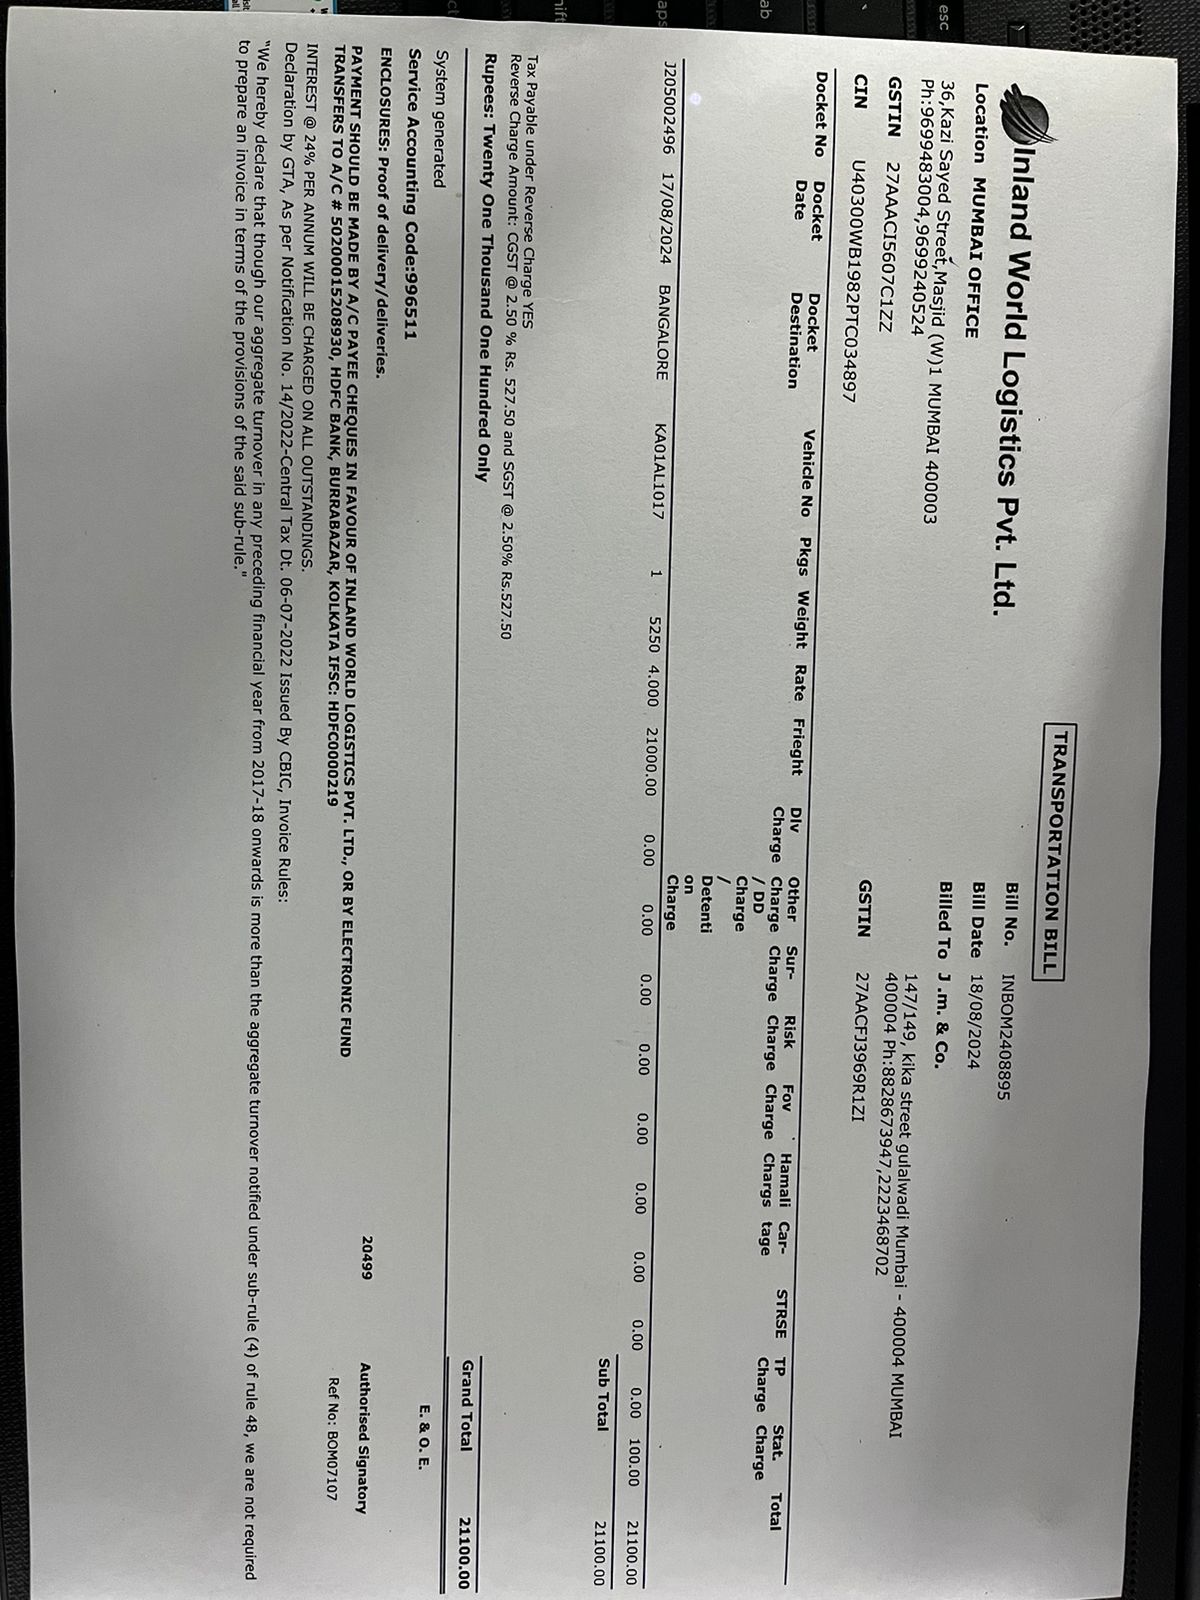 TRANSPORTATION BILL
Inland World Logistics Pvt. Ltd.
Location MUMBAI OFFICE
36,Kazi Sayed Street,Masjid (W)1 MUMBAI 400003
Ph:9699483004,9699240524
GSTIN 27AAACI5607C1ZZ
CIN U40300WB1982PTC034897
Bill No. INBOM2408895
Bill Date 18/08/2024
Billed To J .m. & Co.
147/149, kika street gulalwadi Mumbai - 400004 MUMBAI
400004 Ph:8828673947,2223468702
GSTIN 27AACFJ3969R1ZI
Docket No Docket Docket Vehicle No Pkgs Weight Rate Frieght Dlv Other Sur- Risk Fov Hamali Car- STRSE TP Stat. Total
Date Destination Charge Charge Charge Charge Charge Chargs tage Charge Charge
/ DD
Charge
/
Detenti
on
Charge
J205002496 17/08/2024 BANGALORE KA01AL1017 1 5250 4.000 21000.00 0.00 0.00 0.00 0.00 0.00 0.00 0.00 0.00 0.00 100.00 21100.00
Sub Total 21100.00
Tax Payable under Reverse Charge YES
Reverse Charge Amount: CGST @ 2.50 % Rs. 527.50 and SGST @ 2.50% Rs.527.50
Rupees: Twenty One Thousand One Hundred Only
Grand Total 21100.00
System generated
E. & O. E.
Service Accounting Code:996511
ENCLOSURES: Proof of delivery/deliveries.
PAYMENT SHOULD BE MADE BY A/C PAYEE CHEQUES IN FAVOUR OF INLAND WORLD LOGISTICS PVT. LTD., OR BY ELECTRONIC FUND
TRANSFERS TO A/C # 50200015208930, HDFC BANK, BURRABAZAR, KOLKATA IFSC: HDFC0000219
20499
Authorised Signatory
Ref No.: BOM07107
INTEREST @ 24% PER ANNUM WILL BE CHARGED ON ALL OUTSTANDINGS.
Declaration by GTA, As per Notification No. 14/2022-Central Tax Dt. 06-07-2022 Issued By CBIC, Invoice Rules:
"We hereby declare that though our aggregate turnover in any preceding financial year from 2017-18 onwards is more than the aggregate turnover notified under sub-rule (4) of rule 48, we are not required
to prepare an invoice in terms of the provisions of the said sub-rule."
esc